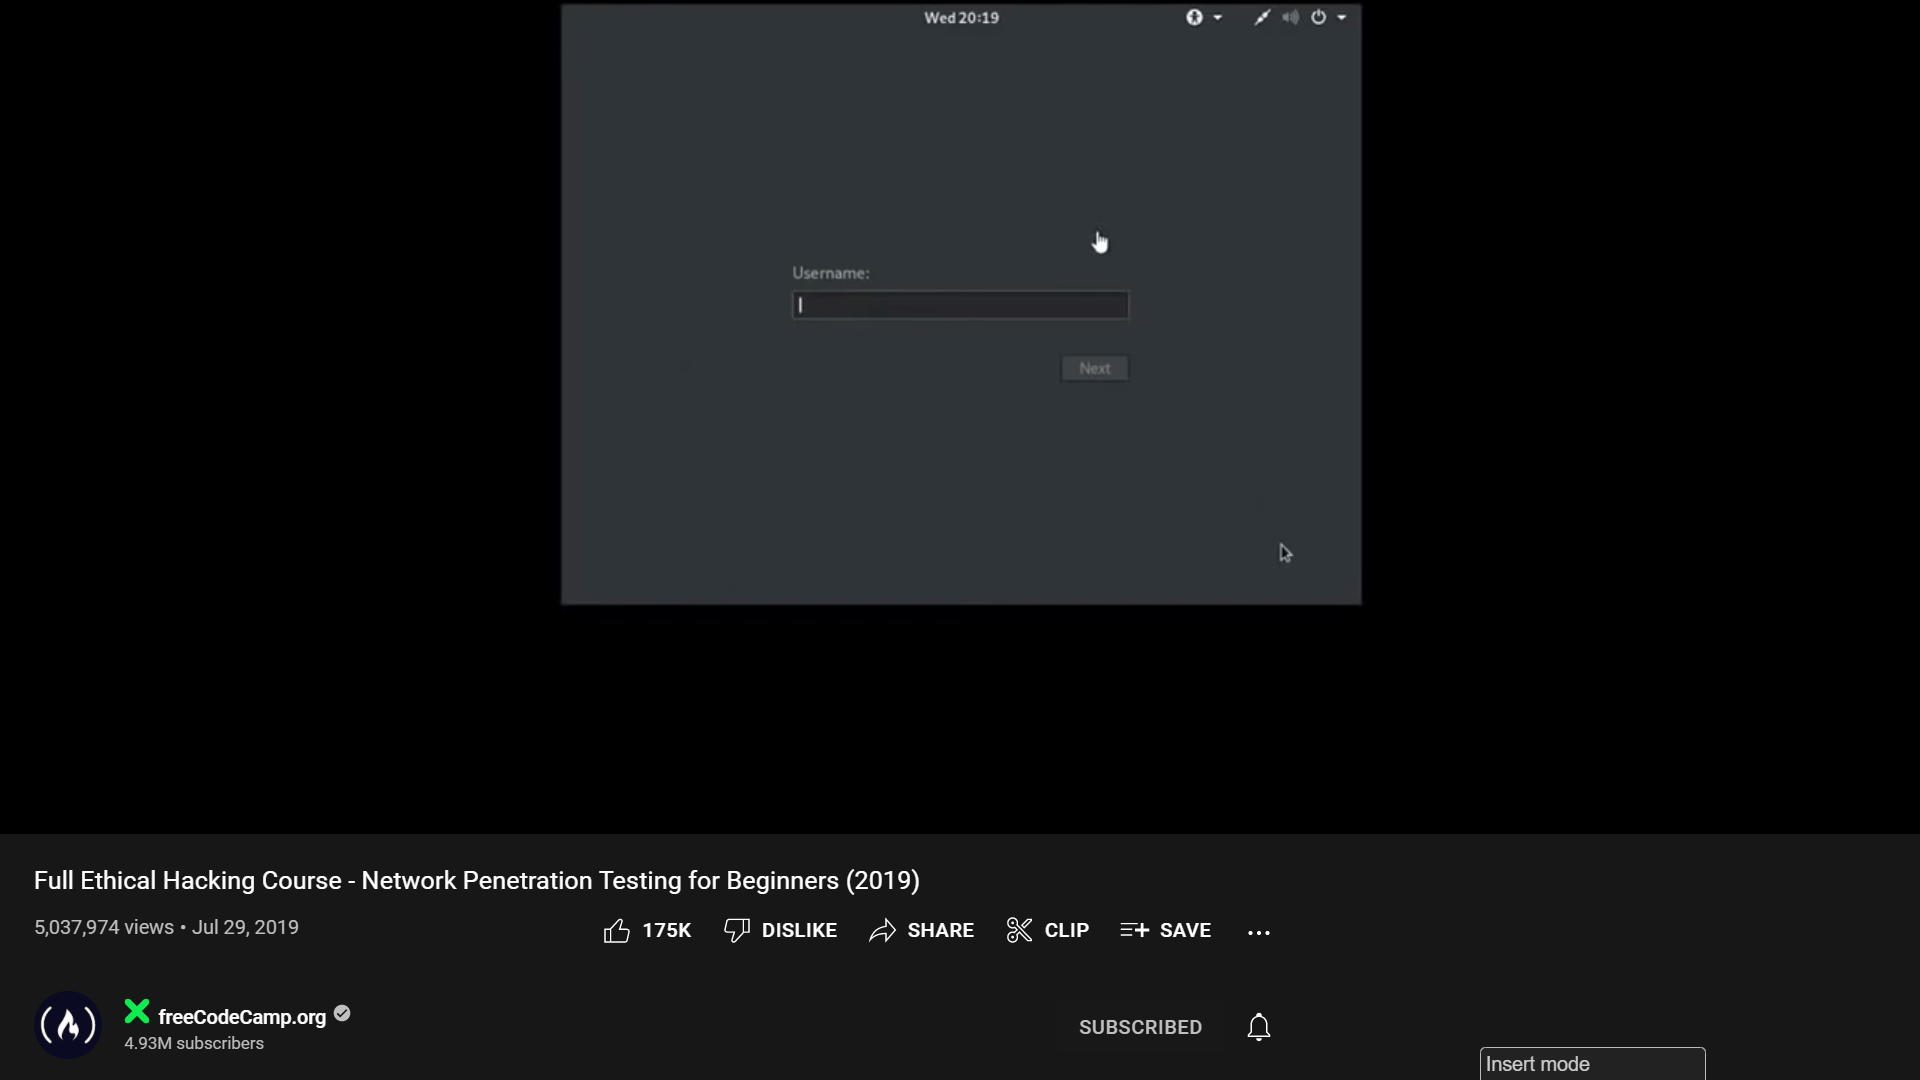 Wed 20:19
Username:
Next
Full Ethical Hacking Course - Network Penetration Testing for Beginners (2019)
5,037,974 views • Jul 29, 2019
175K DISLIKE SHARE CLIP SAVE ...
freeCodeCamp.org
4.93M subscribers
SUBSCRIBED
Insert mode